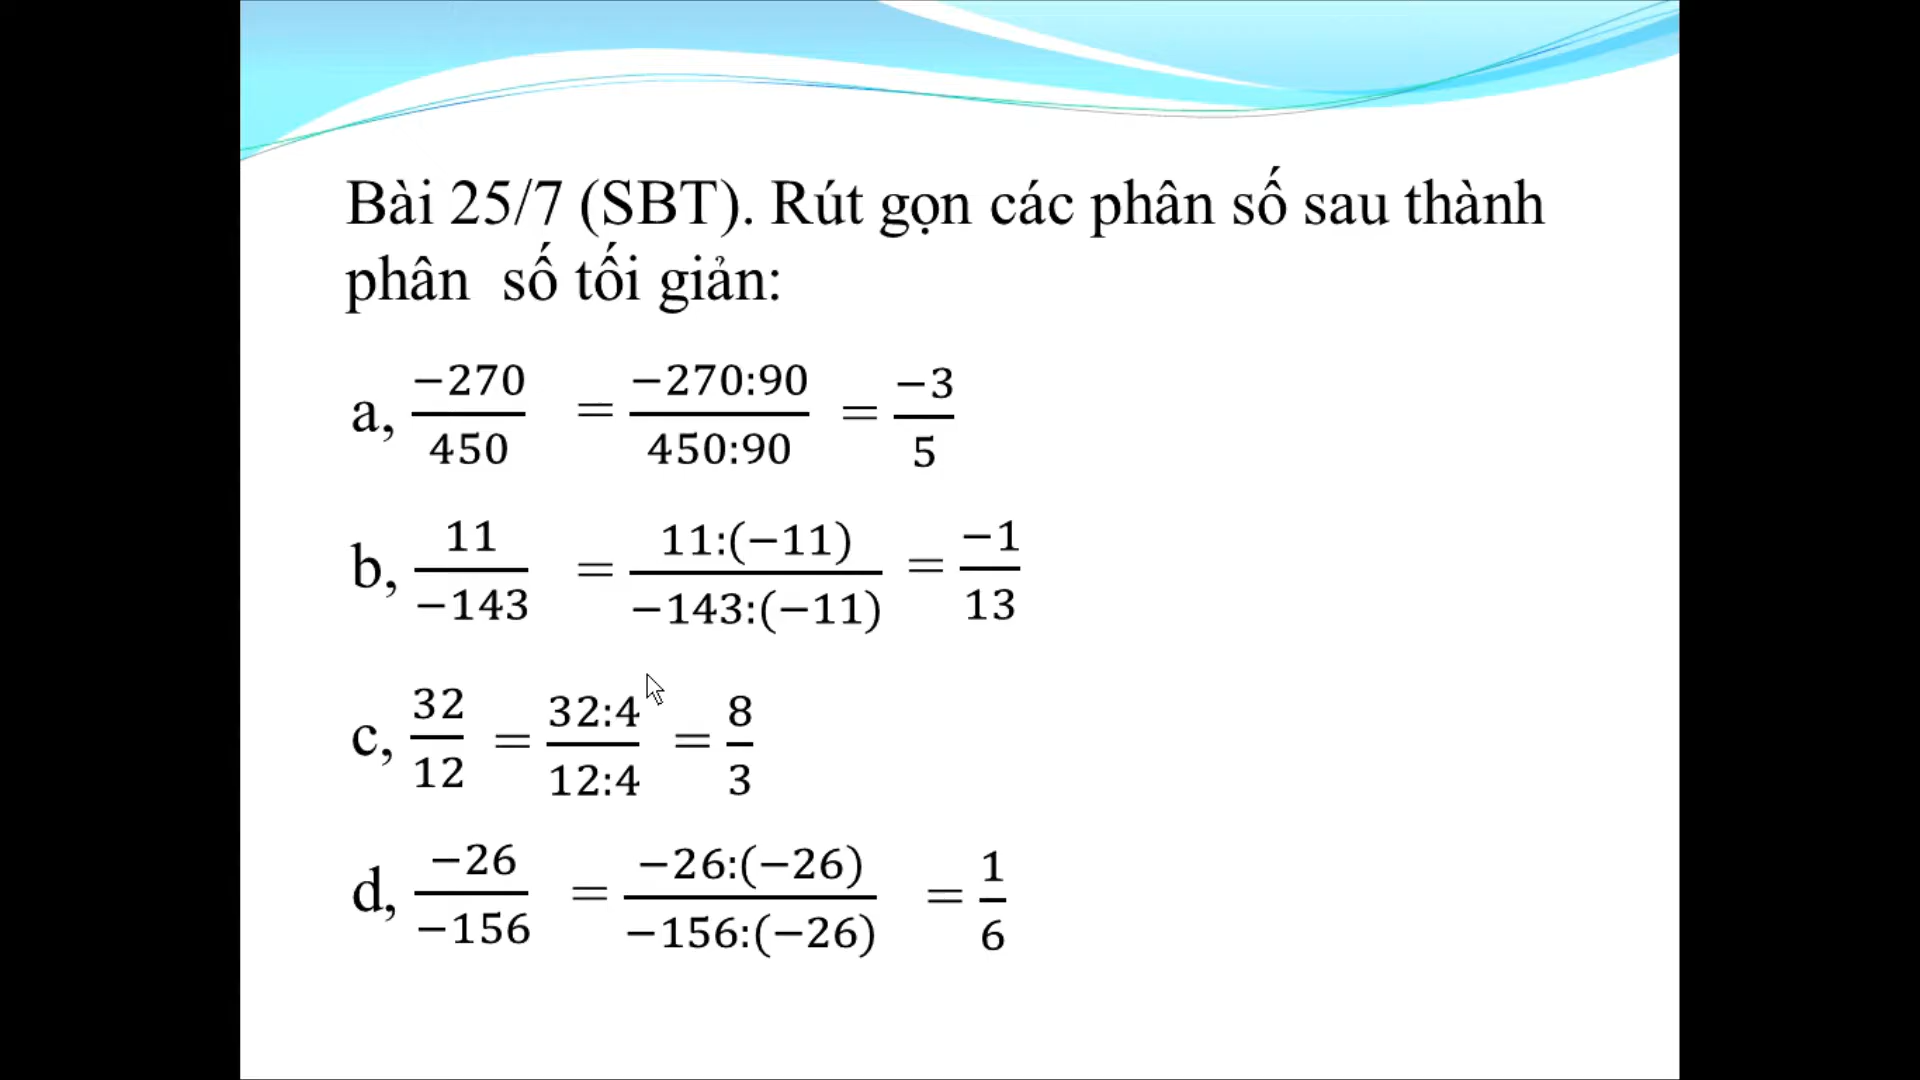 Bài 25/7 (SBT). Rút gọn các phân số sau thành
phân số tối giản:
a, −270/450 = −270:90/450:90 = −3/5
b, 11/−143 = 11:(−11)/−143:(−11) = −1/13
c, 32/12 = 32:4/12:4 = 8/3
d, −26/−156 = −26:(−26)/−156:(−26) = 1/6